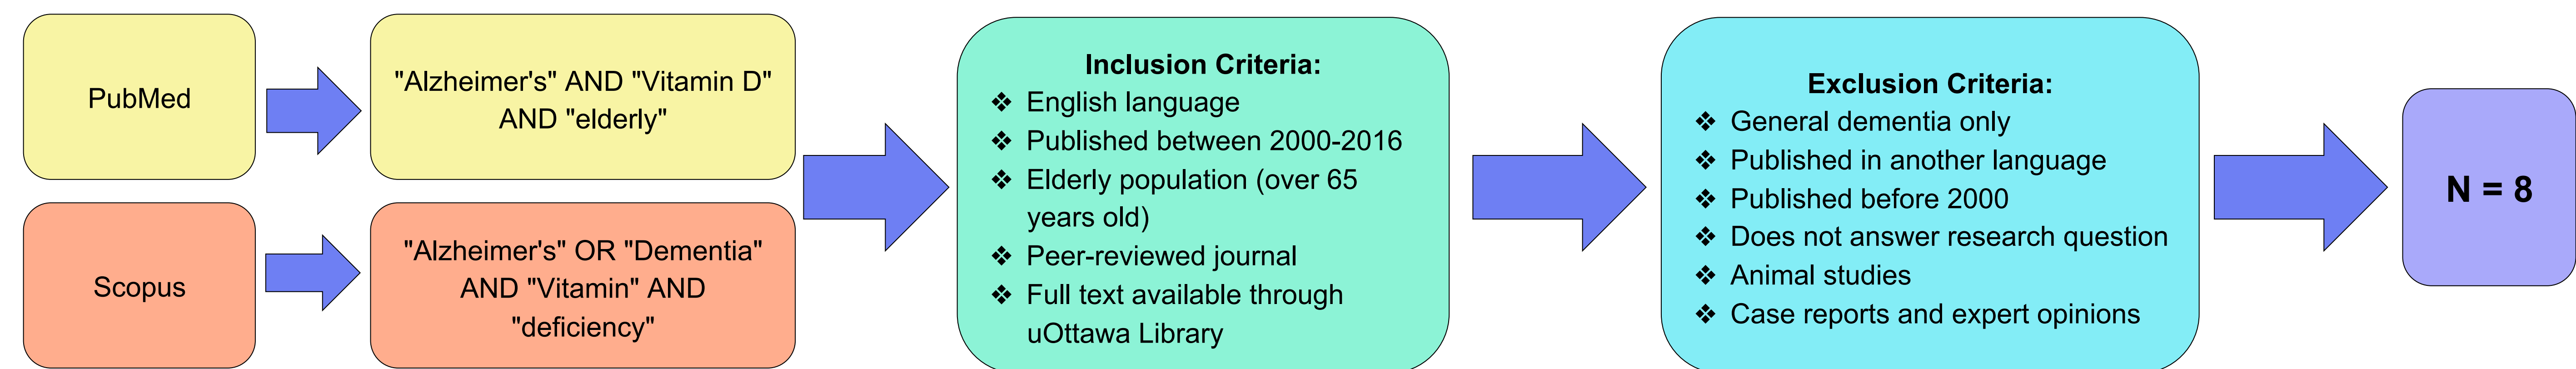 PubMed
"Alzheimer's" AND "Vitamin D"
AND "elderly"
Scopus
"Alzheimer's" OR "Dementia"
AND "Vitamin" AND
"deficiency"
Inclusion Criteria:
❖ English language
❖ Published between 2000-2016
❖ Elderly population (over 65
years old)
❖ Peer-reviewed journal
❖ Full text available through
uOttawa Library
Exclusion Criteria:
❖ General dementia only
❖ Published in another language
❖ Published before 2000
❖ Does not answer research question
❖ Animal studies
❖ Case reports and expert opinions
N = 8